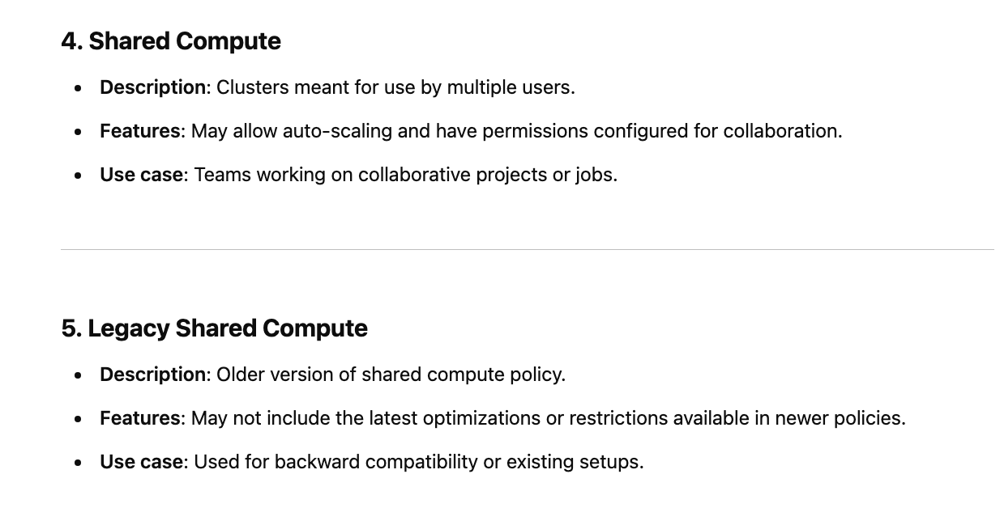 4. Shared Compute
• Description: Clusters meant for use by multiple users.
• Features: May allow auto-scaling and have permissions configured for collaboration.
• Use case: Teams working on collaborative projects or jobs.
5. Legacy Shared Compute
• Description: Older version of shared compute policy.
• Features: May not include the latest optimizations or restrictions available in newer policies.
• Use case: Used for backward compatibility or existing setups.